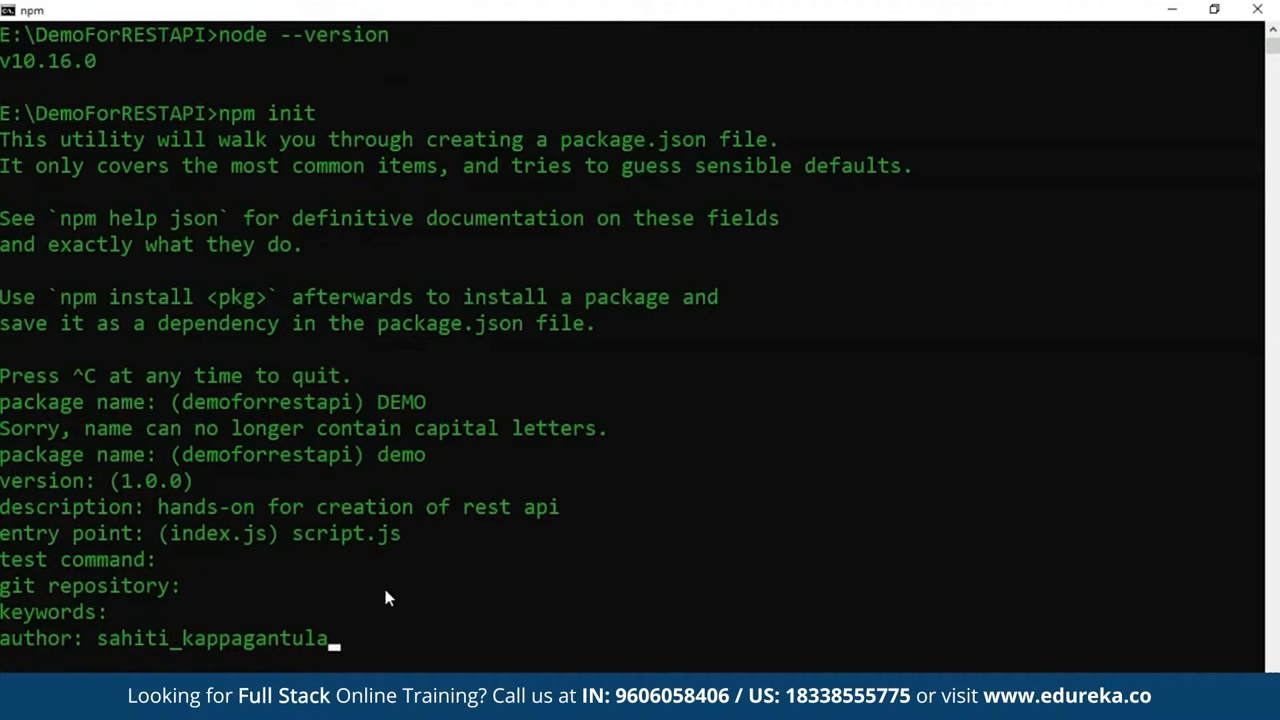 npm
E:\DemoForRESTAPI>node --version
v10.16.0
E:\DemoForRESTAPI>npm init
This utility will walk you through creating a package.json file.
It only covers the most common items, and tries to guess sensible defaults.
See `npm help json` for definitive documentation on these fields
and exactly what they do.
Use `npm install <pkg>` afterwards to install a package and
save it as a dependency in the package.json file.
Press ^C at any time to quit.
package name: (demoforrestapi) DEMO
Sorry, name can no longer contain capital letters.
package name: (demoforrestapi) demo
version: (1.0.0)
description: hands-on for creation of rest api
entry point: (index.js) script.js
test command:
git repository:
keywords:
author: sahiti_kappagantula
Looking for Full Stack Online Training? Call us at IN: 9606058406 / US: 18338555775 or visit www.edureka.co